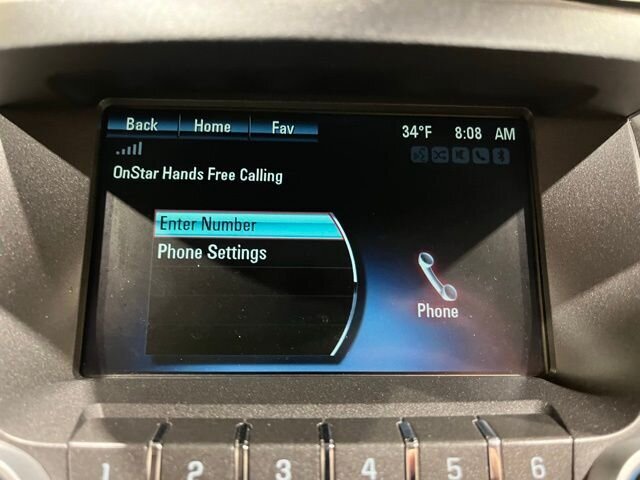 Back Home Fav 34°F 8:08 AM
OnStar Hands Free Calling
Enter Number
Phone Settings
Phone
1 2 3 4 5 6